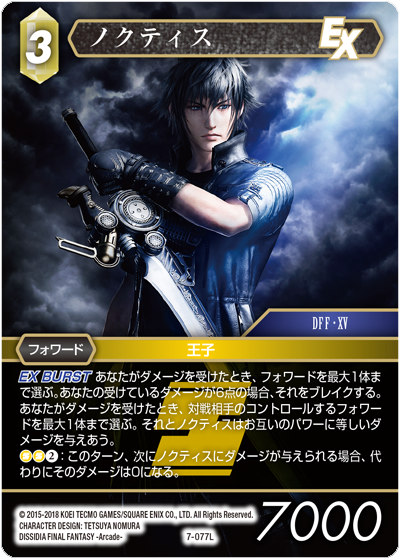 3
ノクティス
EX
DFF・XV
フォワード
王子
EX BURST あなたがダメージを受けたとき、フォワードを最大1体
まで選ぶ。あなたの受けているダメージが6点の場合、それをブレイクする。
あなたがダメージを受けたとき、対戦相手のコントロールするフォワー
ドを最大1体まで選ぶ。それとノクティスはお互いのパワーに等しいダ
メージを与えあう。
2：このターン、次にノクティスにダメージが与えられる場合、代
わりにそのダメージは0になる。
© 2015-2018 KOEI TECMO GAMES/SQUARE ENIX CO., LTD. All Rights Reserved.
CHARACTER DESIGN: TETSUYA NOMURA
DISSIDIA FINAL FANTASY -Arcade-
7-077L
7000